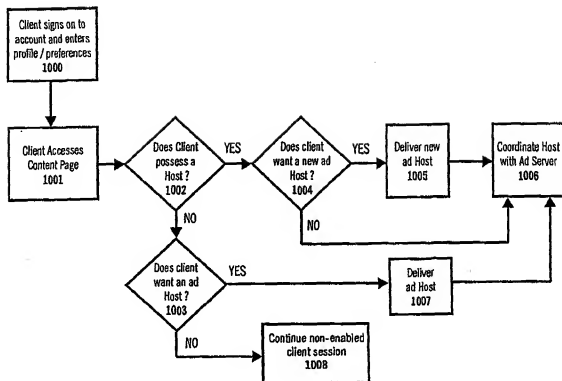 Client signs on to
account and enters
profile / preferences
1000
Client Accesses
Content Page
1001
Does Client
possess a
Host ?
1002
YES
Does client
want a new ad
Host ?
1004
YES
Deliver new
ad Host
1005
Coordinate Host
with Ad Server
1006
NO
NO
Does client
want an ad
Host ?
1003
YES
Deliver
ad Host
1007
NO
Continue non-enabled
client session
1008